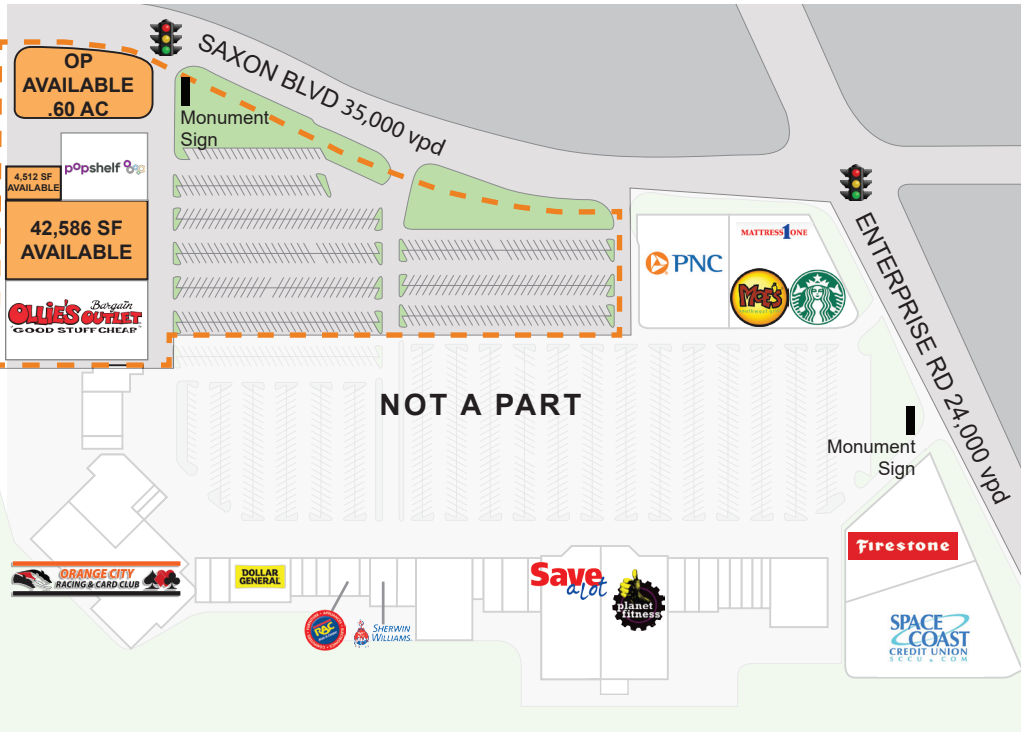 OP
AVAILABLE
.60 AC
SAXON BLVD 35,000 vpd
Monument
Sign
popshelf
4,512 SF
AVAILABLE
42,586 SF
AVAILABLE
OLLIE'S Bargain
OUTLET
GOOD STUFF CHEAP
PNC
MATTRESS 1 ONE
MOE'S
southwest grill
ENTERPRISE RD 24,000 vpd
NOT A PART
Monument
Sign
ORANGE CITY
RACING & CARD CLUB
DOLLAR
GENERAL
RAC
SHERWIN
WILLIAMS.
Save
a lot
planet
fitness
Firestone
SPACE
COAST
CREDIT UNION
SCCU.COM